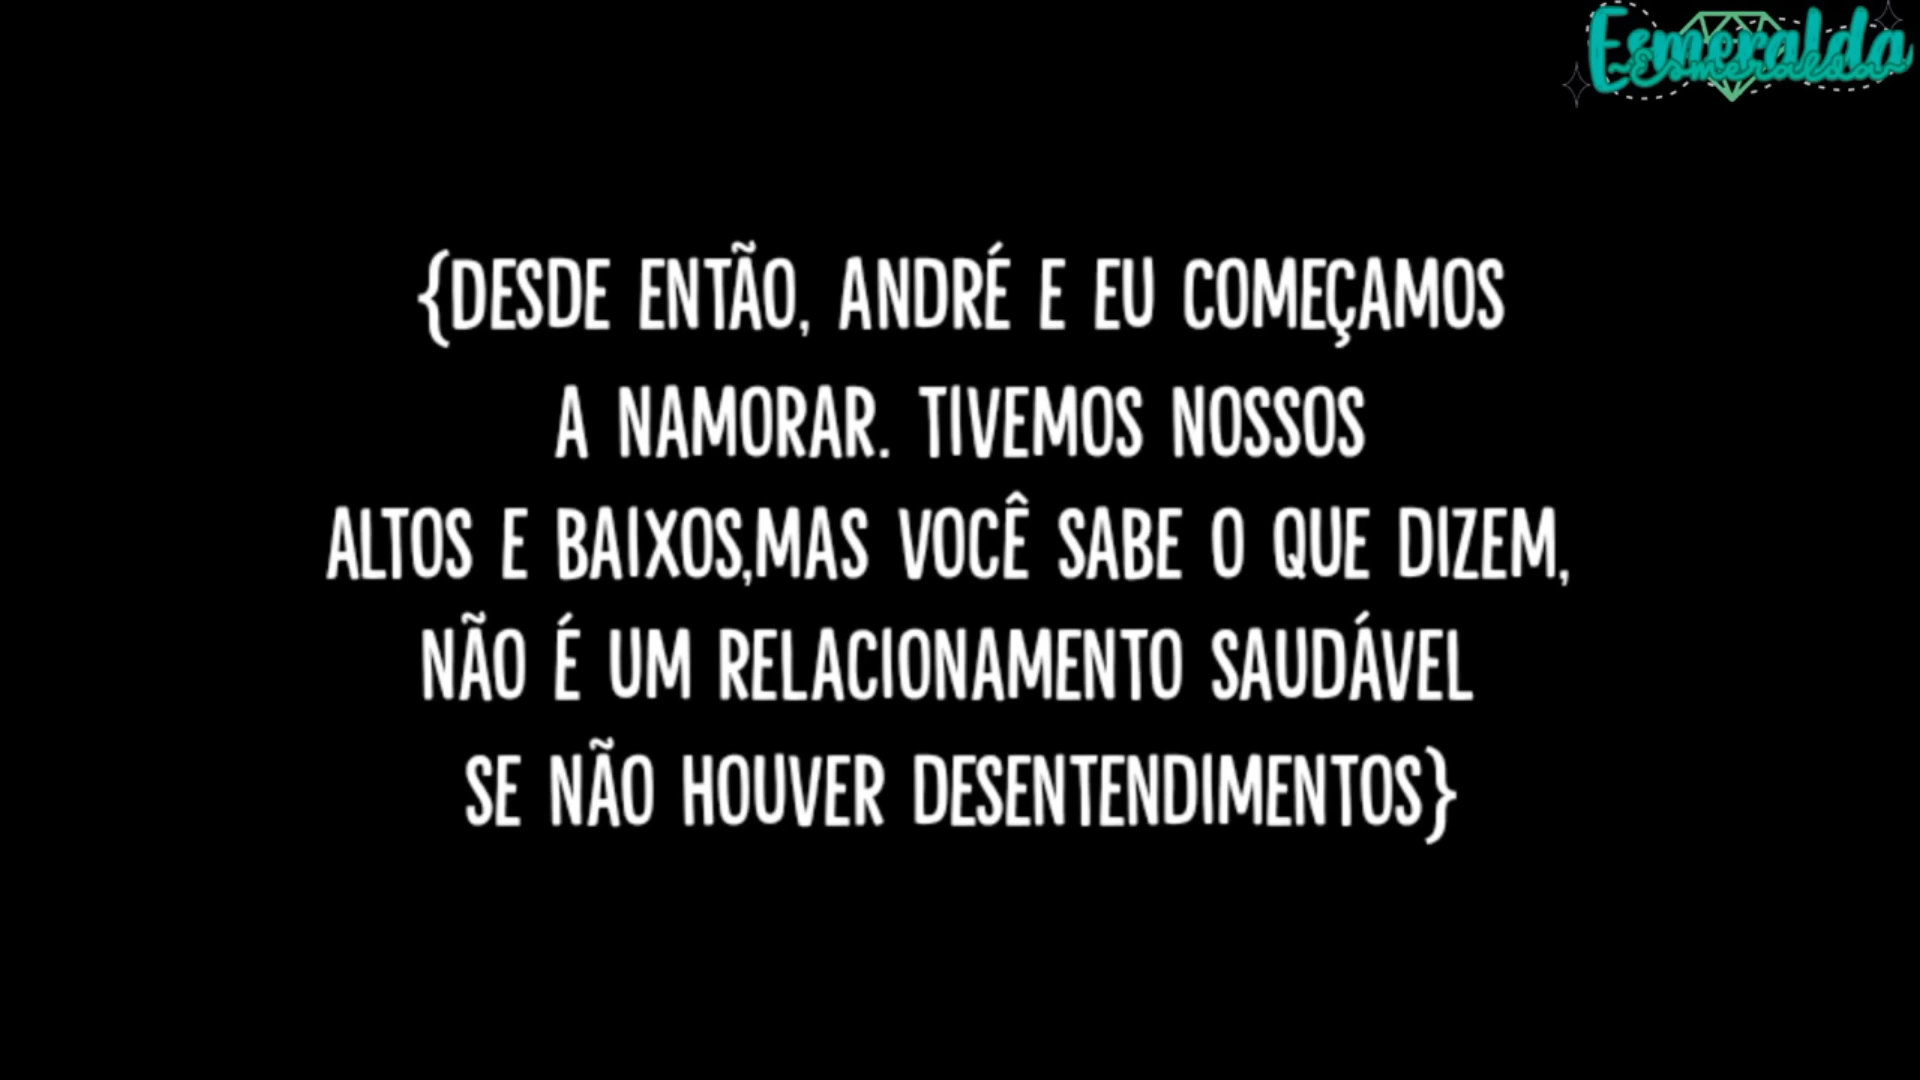 Esmeralda
~Esmeralda~
{DESDE ENTÃO, ANDRÉ E EU COMEÇAMOS
A NAMORAR. TIVEMOS NOSSOS
ALTOS E BAIXOS,MAS VOCÊ SABE O QUE DIZEM,
NÃO É UM RELACIONAMENTO SAUDÁVEL
SE NÃO HOUVER DESENTENDIMENTOS}